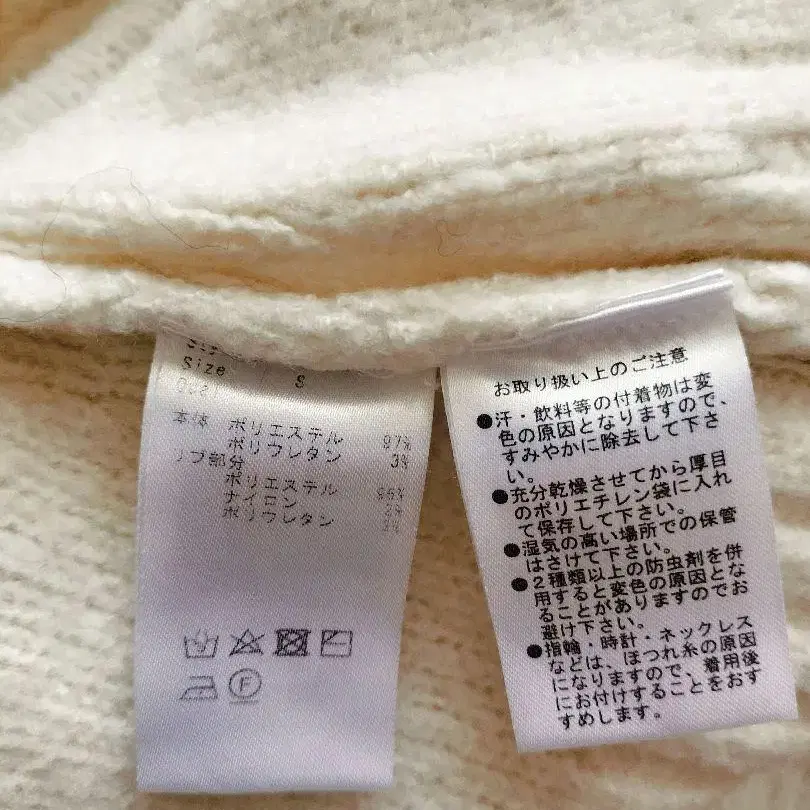 Size S
本体 ポリエステル 97%
ポリウレタン 3%
リブ部分
ポリエステル
ナイロン
ポリウレタン
F
お取り扱い上のご注意
●汗・飲料等の付着物は変
色の原因となりますので、
すみやかに除去して下さ
い。
●充分乾燥させてから厚目
のポリエチレン袋に入れ
て保存して下さい。
●湿気の高い場所での保管
はさけて下さい。
●2種類以上の防虫剤を併
用すると変色の原因とな
ることがありますのでお
避け下さい。
●指輪・時計・ネックレス
などは、ほつれ糸の原因
になりますので、着用後
にお付けすることをおす
すめします。